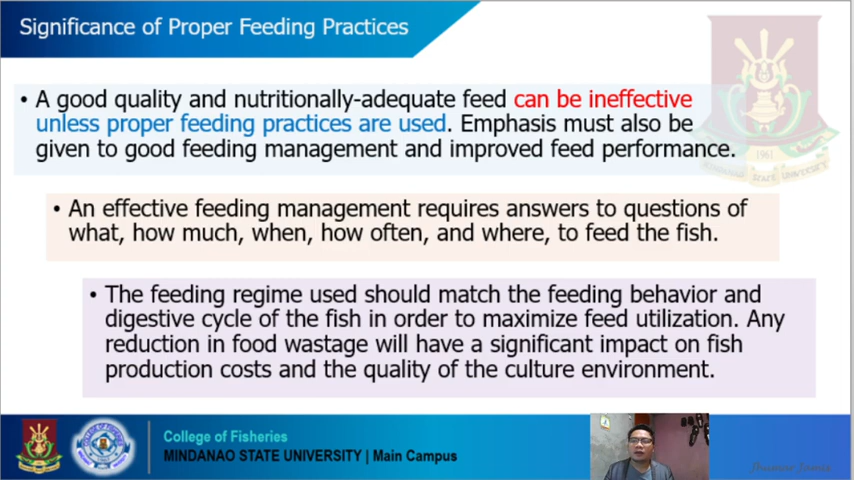 Significance of Proper Feeding Practices
• A good quality and nutritionally-adequate feed can be ineffective
unless proper feeding practices are used. Emphasis must also be
given to good feeding management and improved feed performance.
1961
MINDANAO STATE UNIVERSITY
• An effective feeding management requires answers to questions of
what, how much, when, how often, and where, to feed the fish.
• The feeding regime used should match the feeding behavior and
digestive cycle of the fish in order to maximize feed utilization. Any
reduction in food wastage will have a significant impact on fish
production costs and the quality of the culture environment.
College of Fisheries
MINDANAO STATE UNIVERSITY | Main Campus